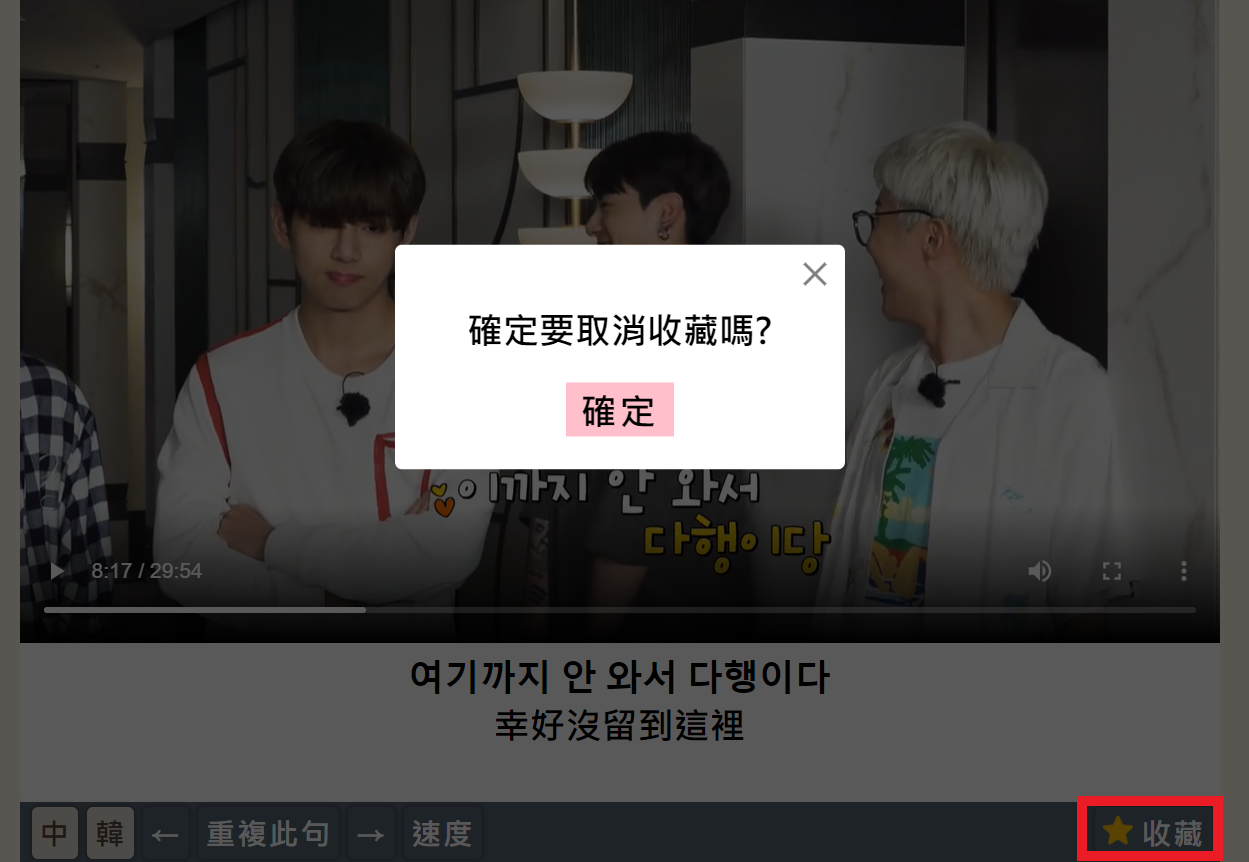 確定要取消收藏嗎?
確定
여기까지 안 와서
다행이당
8:17 / 29:54
여기까지 안 와서 다행이다
幸好沒留到這裡
中 韓 ← 重複此句 → 速度 收藏